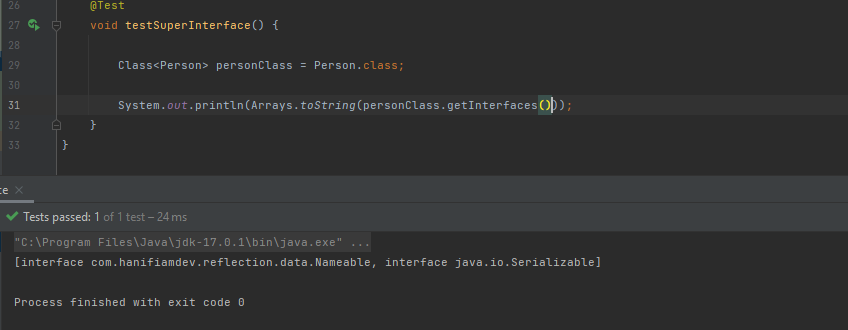 26 @Test
27 void testSuperInterface() {
28
29 Class<Person> personClass = Person.class;
30
31 System.out.println(Arrays.toString(personClass.getInterfaces()));
32 }
33 }
ce ×
Tests passed: 1 of 1 test – 24 ms
"C:\Program Files\Java\jdk-17.0.1\bin\java.exe" ...
[interface com.hanifiamdev.reflection.data.Nameable, interface java.io.Serializable]
Process finished with exit code 0